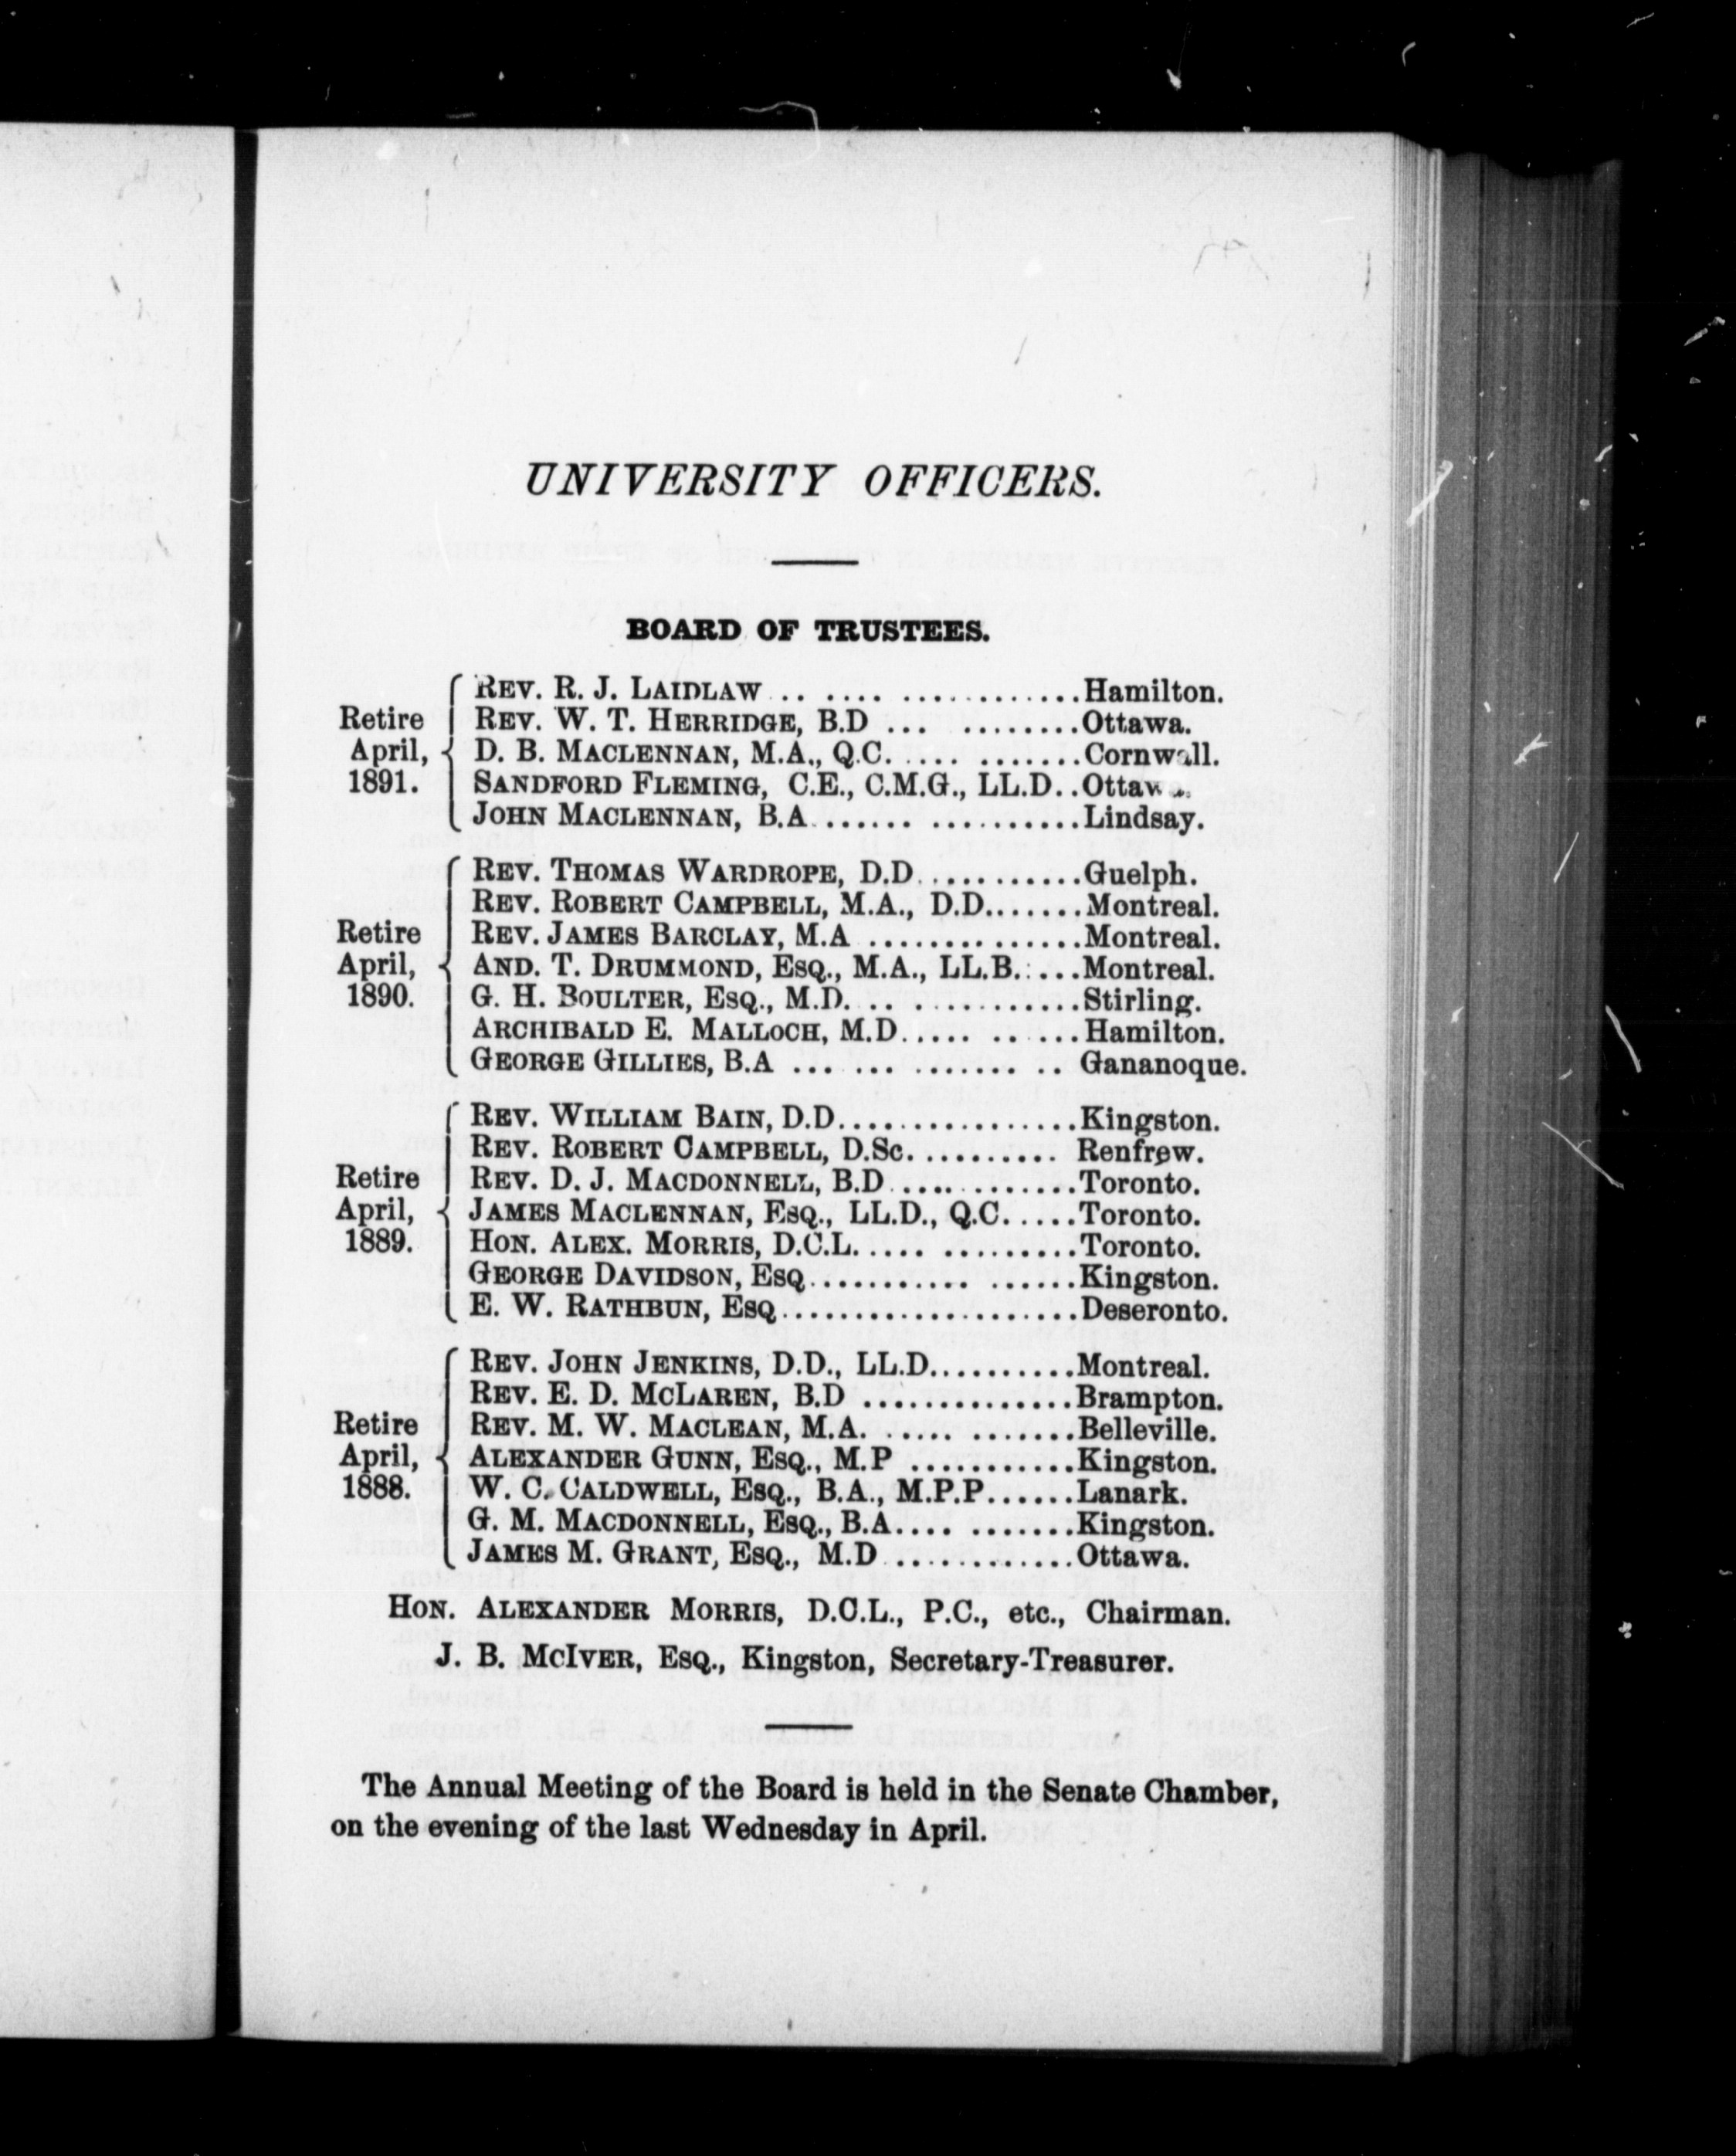 UNIVERSITY OFFICERS.
BOARD OF TRUSTEES.
REV. R. J. LAIDLAW .. .... ............Hamilton.
Retire REV. W. T. HERRIDGE, B.D ... ........Ottawa.
April, D. B. MACLENNAN, M.A., Q.C. .... .......Cornwall.
1891. SANDFORD FLEMING, C.E., C.M.G., LL.D..Ottawa.
JOHN MACLENNAN, B.A....... ..........Lindsay.
REV. THOMAS WARDROPE, D.D...........Guelph.
REV. ROBERT CAMPBELL, M.A., D.D.......Montreal.
Retire REV. JAMES BARCLAY, M.A ..............Montreal.
April, AND. T. DRUMMOND, ESQ., M.A., LL.B.....Montreal.
1890. G. H. BOULTER, ESQ., M.D. .. ...........Stirling.
ARCHIBALD E. MALLOCH, M.D..... .. ...Hamilton.
GEORGE GILLIES, B.A ... ... ....... .. Gananoque.
REV. WILLIAM BAIN, D.D................Kingston.
REV. ROBERT CAMPBELL, D.Sc.......... Renfrew.
Retire REV. D. J. MACDONNELL, B.D ............Toronto.
April, JAMES MACLENNAN, ESQ., LL.D., Q.C.....Toronto.
1889. HON. ALEX. MORRIS, D.C.L..... .........Toronto.
GEORGE DAVIDSON, ESQ........... ......Kingston.
E. W. RATHBUN, ESQ....................Deseronto.
REV. JOHN JENKINS, D.D., LL.D..........Montreal.
REV. E. D. MCLAREN, B.D ..............Brampton.
Retire REV. M. W. MACLEAN, M.A. ..... .......Belleville.
April, ALEXANDER GUNN, ESQ., M.P ...........Kingston.
1888. W. C. CALDWELL, ESQ., B.A., M.P.P......Lanark.
G. M. MACDONNELL, ESQ., B.A.... .......Kingston.
JAMES M. GRANT, ESQ., M.D ............Ottawa.
HON. ALEXANDER MORRIS, D.C.L., P.C., etc., Chairman.
J. B. MCIVER, ESQ., Kingston, Secretary-Treasurer.
The Annual Meeting of the Board is held in the Senate Chamber,
on the evening of the last Wednesday in April.